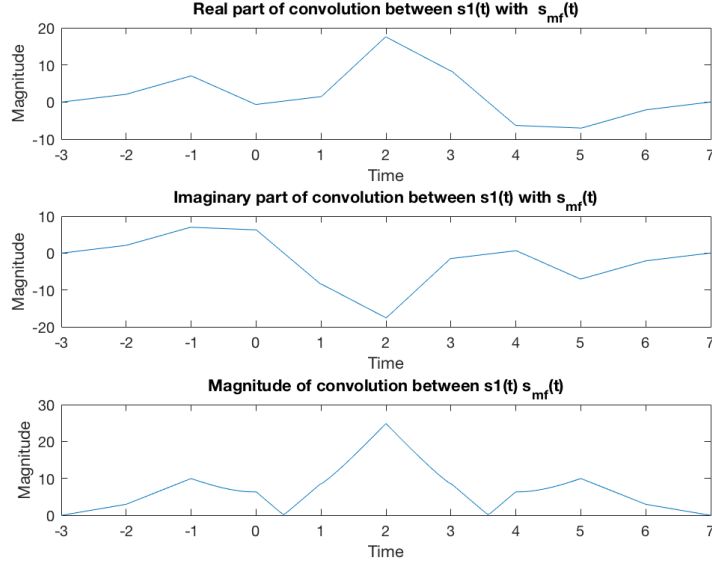 Real part of convolution between s1(t) with s_mf(t)
20
10
0
-10
Magnitude
-3 -2 -1 0 1 2 3 4 5 6 7
Time
Imaginary part of convolution between s1(t) with s_mf(t)
10
0
-10
-20
Magnitude
-3 -2 -1 0 1 2 3 4 5 6 7
Time
Magnitude of convolution between s1(t) s_mf(t)
30
20
10
0
Magnitude
-3 -2 -1 0 1 2 3 4 5 6 7
Time